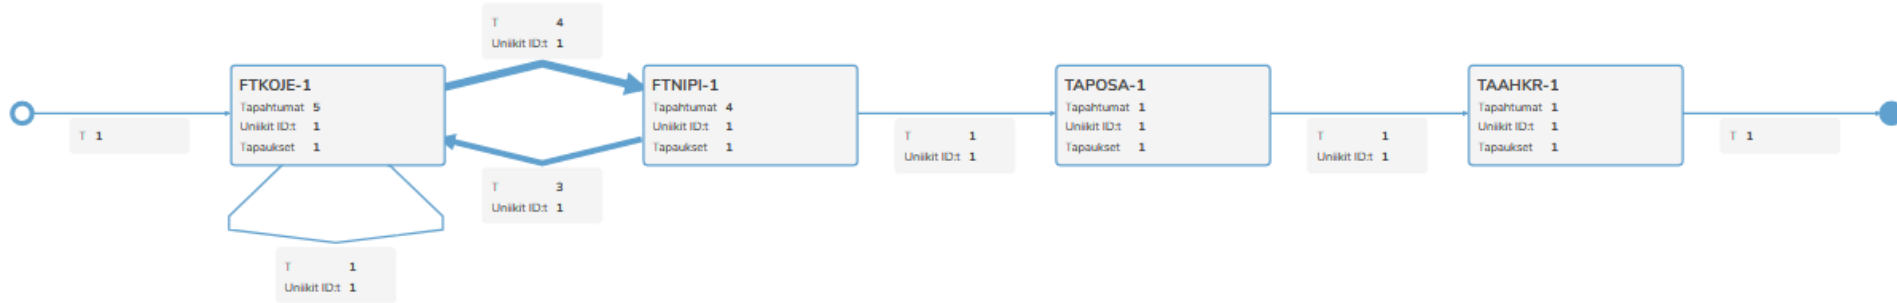 T 4
Uniikit ID:t 1
FTKOJE-1
Tapahtumat 5
Uniikit ID:t 1
Tapaukset 1
FTNIPI-1
Tapahtumat 4
Uniikit ID:t 1
Tapaukset 1
TAPOSA-1
Tapahtumat 1
Uniikit ID:t 1
Tapaukset 1
TAAHKR-1
Tapahtumat 1
Uniikit ID:t 1
Tapaukset 1
T 1
T 1
Uniikit ID:t 1
T 1
Uniikit ID:t 1
T 1
T 3
Uniikit ID:t 1
T 1
Uniikit ID:t 1